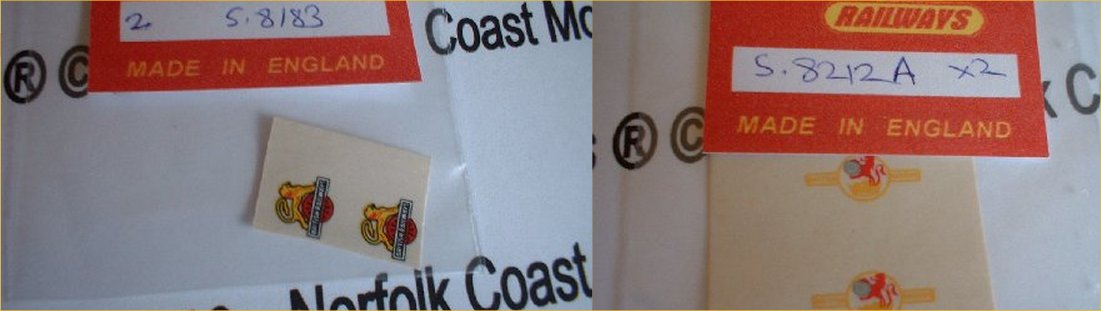 2 S.8183
MADE IN ENGLAND
® © Coast Mo
Norfolk Coast
RAILWAYS
S.8212A x2
MADE IN ENGLAND
® © C